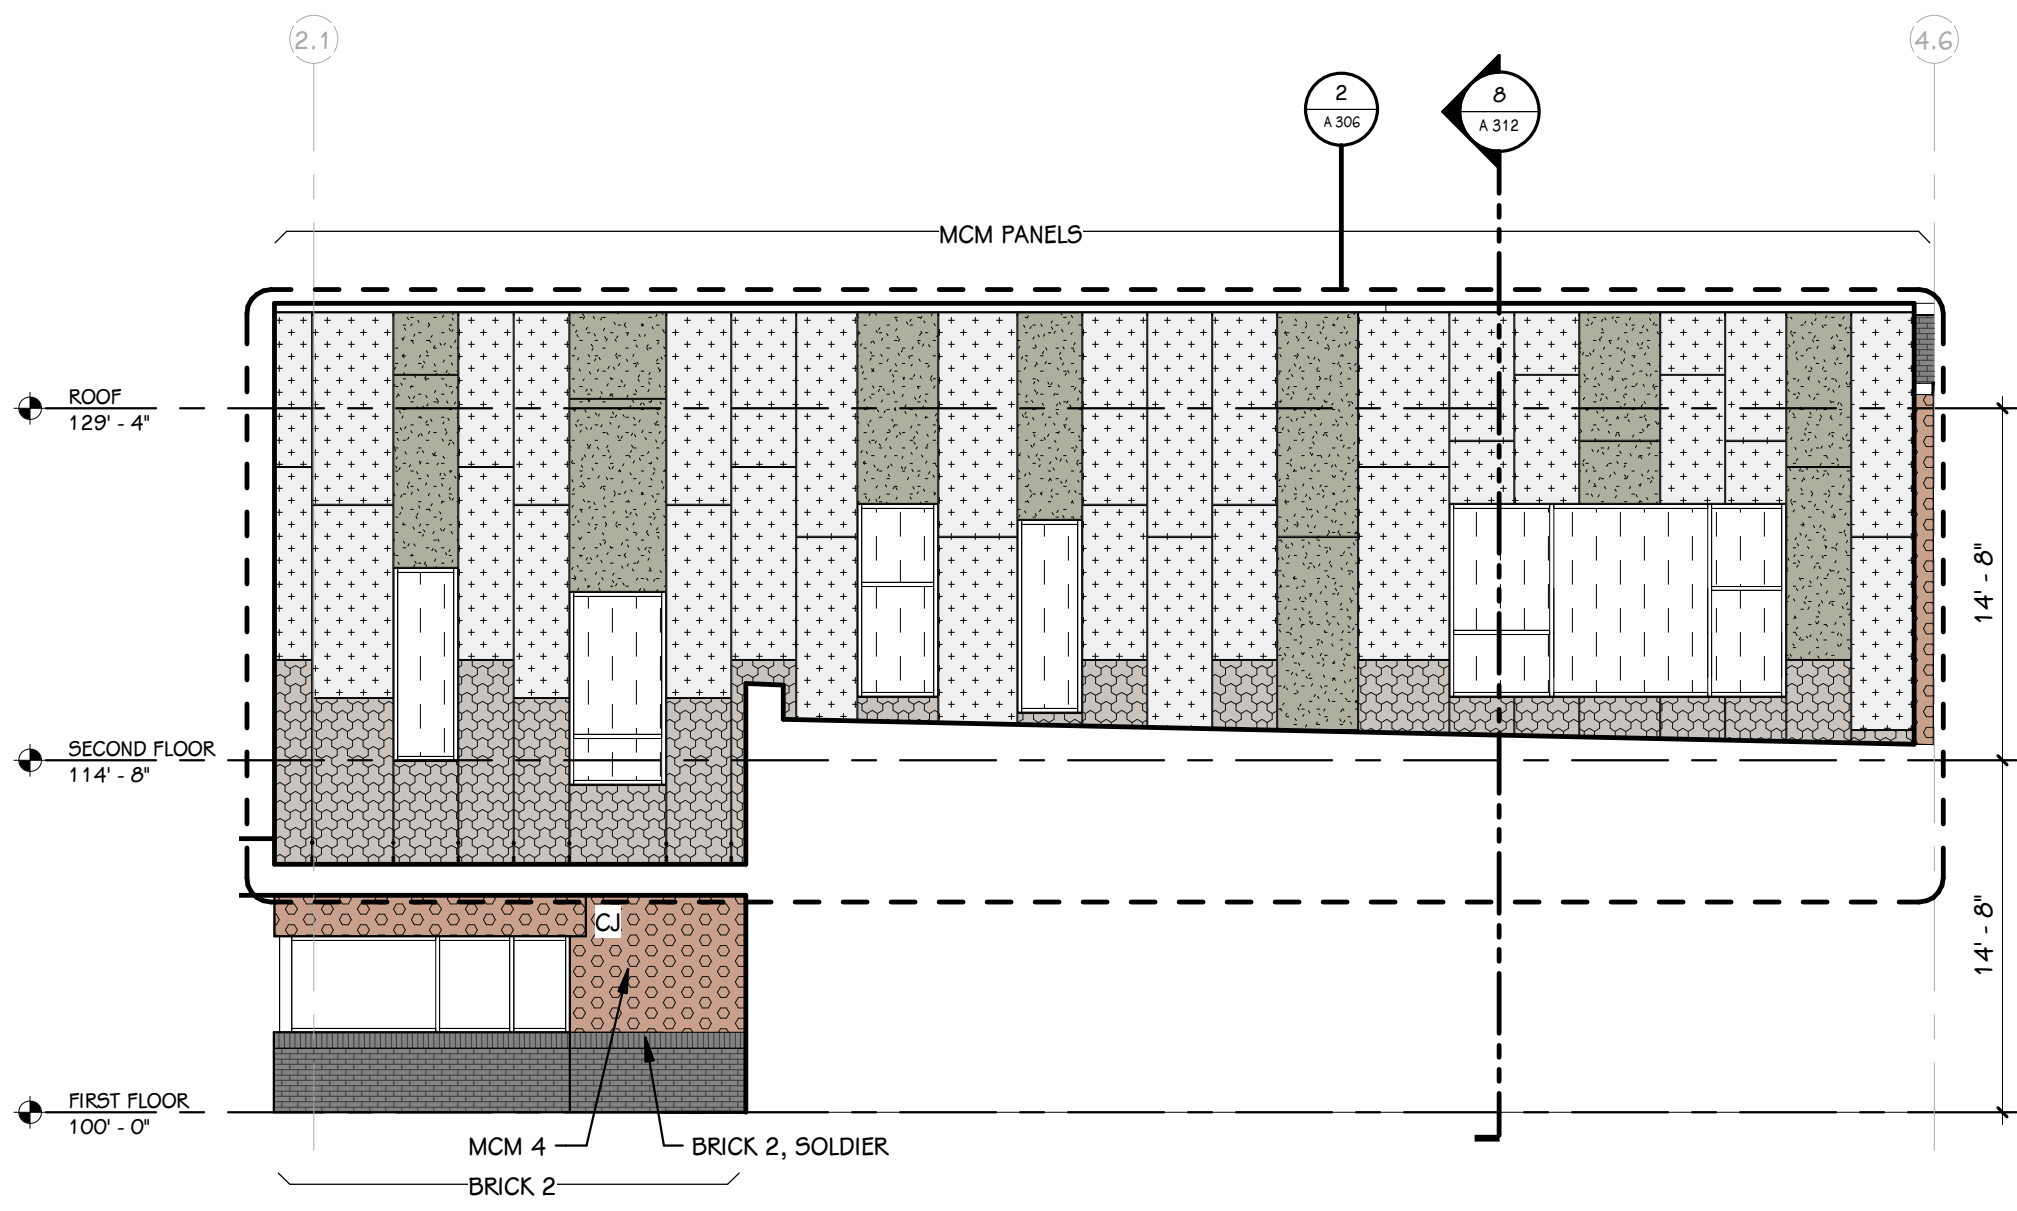 2.1
4.6
2
A 306
8
A 312
MCM PANELS
ROOF
129' - 4"
14' - 8"
SECOND FLOOR
114' - 8"
14' - 8"
CJ
FIRST FLOOR
100' - 0"
MCM 4
BRICK 2, SOLDIER
BRICK 2